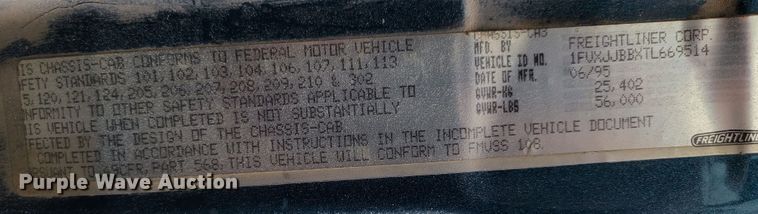 IS CHASSIS-CAB CONFORMS TO FEDERAL MOTOR VEHICLE
FETY STANDARDS 101, 102, 103, 104, 106, 107, 111, 113
5, 120, 121, 124, 205, 206, 207, 208, 209, 210 & 302
NFORMITY TO OTHER SAFETY STANDARDS APPLICABLE TO
IS VEHICLE WHEN COMPLETED IS NOT SUBSTANTIALLY
FECTED BY THE DESIGN OF THE CHASSIS-CAB.
COMPLETED IN ACCORDANCE WITH INSTRUCTIONS IN THE INCOMPLETE VEHICLE DOCUMENT
PART 568, THIS VEHICLE WILL CONFORM TO FMVSS 108.
CHASSIS-CAB
MFD. BY FREIGHTLINER CORP.
VEHICLE ID NO. 1FUXJJBBXTL669514
DATE OF MFR. 06/95
GVWR-KG 25,402
GVWR-LBS 56,000
FREIGHTLINE
Purple Wave Auction